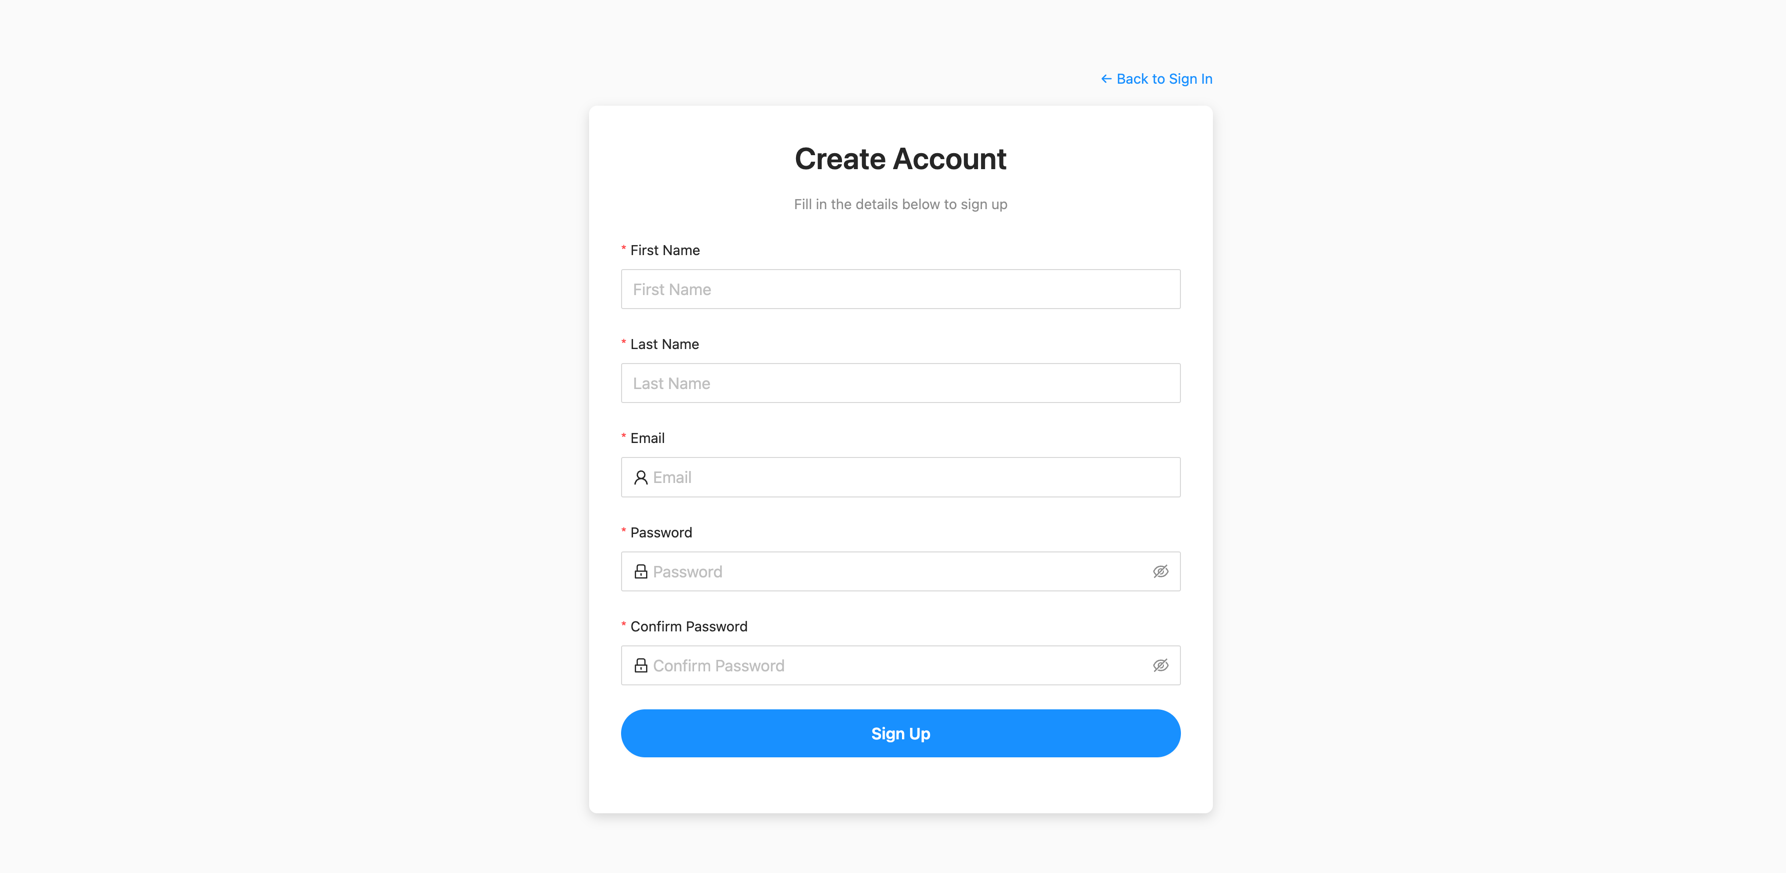 ← Back to Sign In
Create Account
Fill in the details below to sign up
* First Name
First Name
* Last Name
Last Name
* Email
Email
* Password
Password
* Confirm Password
Confirm Password
Sign Up